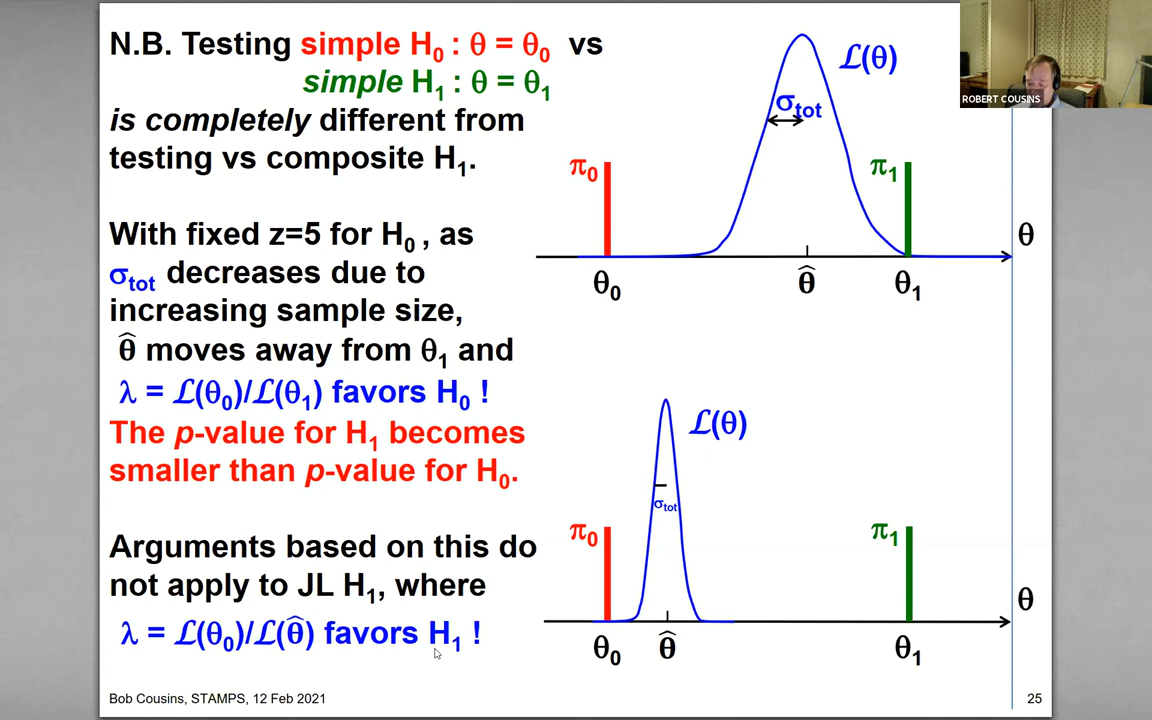 N.B. Testing simple H₀ : θ = θ₀ vs
simple H₁ : θ = θ₁
is completely different from
testing vs composite H₁.
With fixed z=5 for H₀ , as
σₜₒₜ decreases due to
increasing sample size,
θ̂ moves away from θ₁ and
λ = ℒ(θ₀)/ℒ(θ₁) favors H₀ !
The p-value for H₁ becomes
smaller than p-value for H₀.
Arguments based on this do
not apply to JL H₁, where
λ = ℒ(θ₀)/ℒ(θ̂) favors H₁ !
ℒ(θ)
σₜₒₜ
π₀
π₁
θ
θ₀
θ̂
θ₁
ℒ(θ)
σₜₒₜ
π₀
π₁
θ
θ₀
θ̂
θ₁
Bob Cousins, STAMPS, 12 Feb 2021
25
ROBERT COUSINS